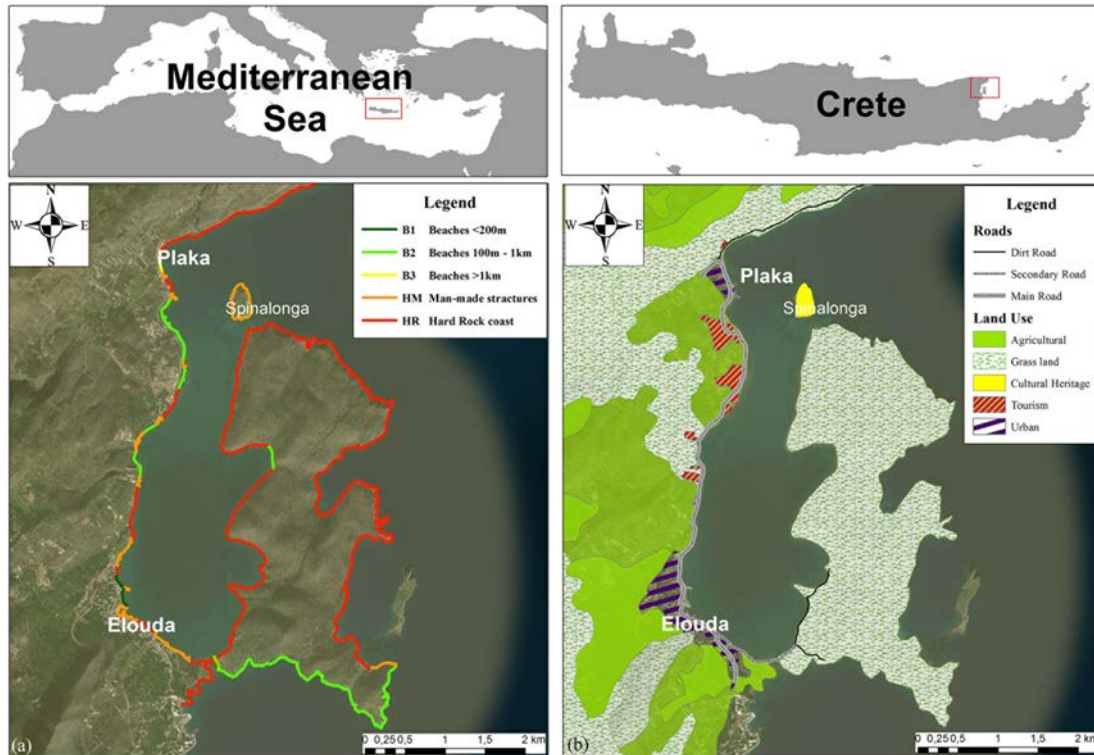 Mediterranean
Sea
Crete
N
W E
S
Plaka
Spinalonga
Elouda
Legend
B1 Beaches <200m
B2 Beaches 100m - 1km
B3 Beaches >1km
HM Man-made stractures
HR Hard Rock coast
(a)
0 0,25 0,5 1 1,5 2 km
N
W E
S
Plaka
Spinalonga
Elouda
Legend
Roads
Dirt Road
Secondary Road
Main Road
Land Use
Agricultural
Grass land
Cultural Heritage
Tourism
Urban
(b)
0 0,25 0,5 1 1,5 2 km